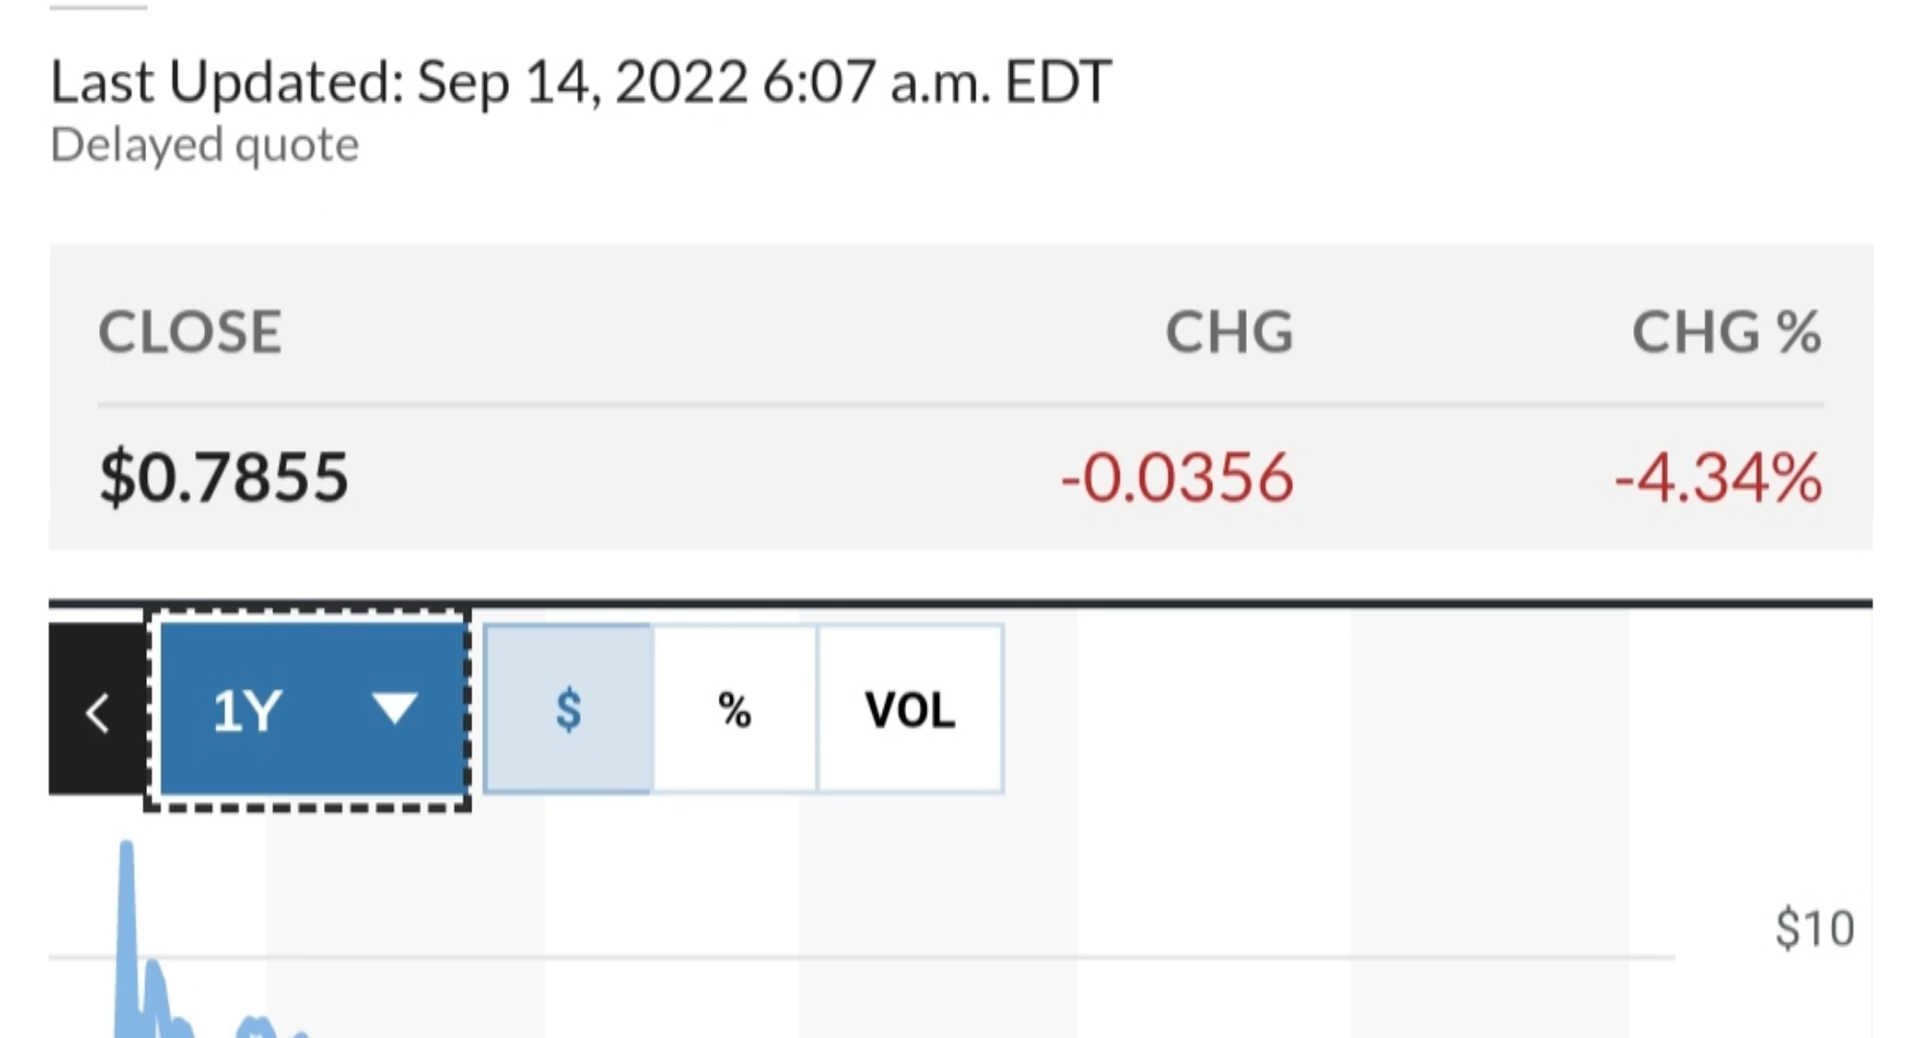 Last Updated: Sep 14, 2022 6:07 a.m. EDT
Delayed quote
CLOSE CHG CHG %
$0.7855 -0.0356 -4.34%
1Y $ % VOL
$10